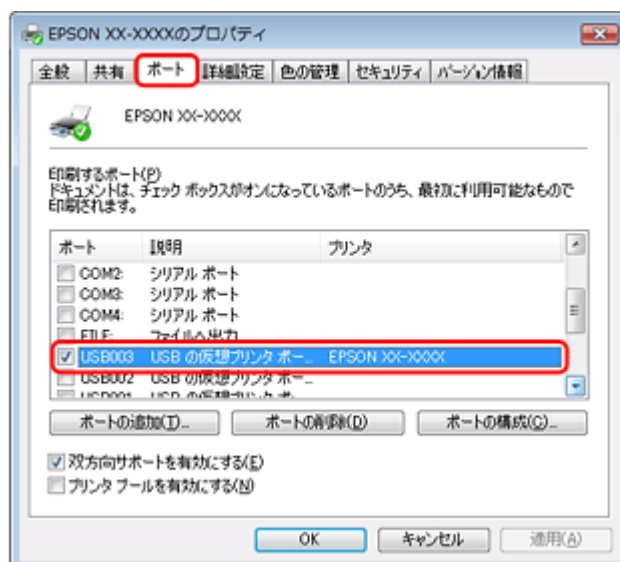 EPSON XX-XXXXのプロパティ
全般 共有 ポート 詳細設定 色の管理 セキュリティ バージョン情報
EPSON XX-XXXX
印刷するポート(P)
ドキュメントは、チェック ボックスがオンになっているポートのうち、最初に利用可能なもので
印刷されます。
ポート 説明 プリンタ
COM2: シリアル ポート
COM3: シリアル ポート
COM4: シリアル ポート
FILE: ファイルへ出力
USB003 USB の仮想プリンタ ポー... EPSON XX-XXXX
USB002 USB の仮想プリンタ ポー...
USB001 USB の仮想プリンタ ポー
ポートの追加(T)... ポートの削除(D) ポートの構成(C)...
双方向サポートを有効にする(E)
プリンタ プールを有効にする(N)
OK キャンセル 適用(A)